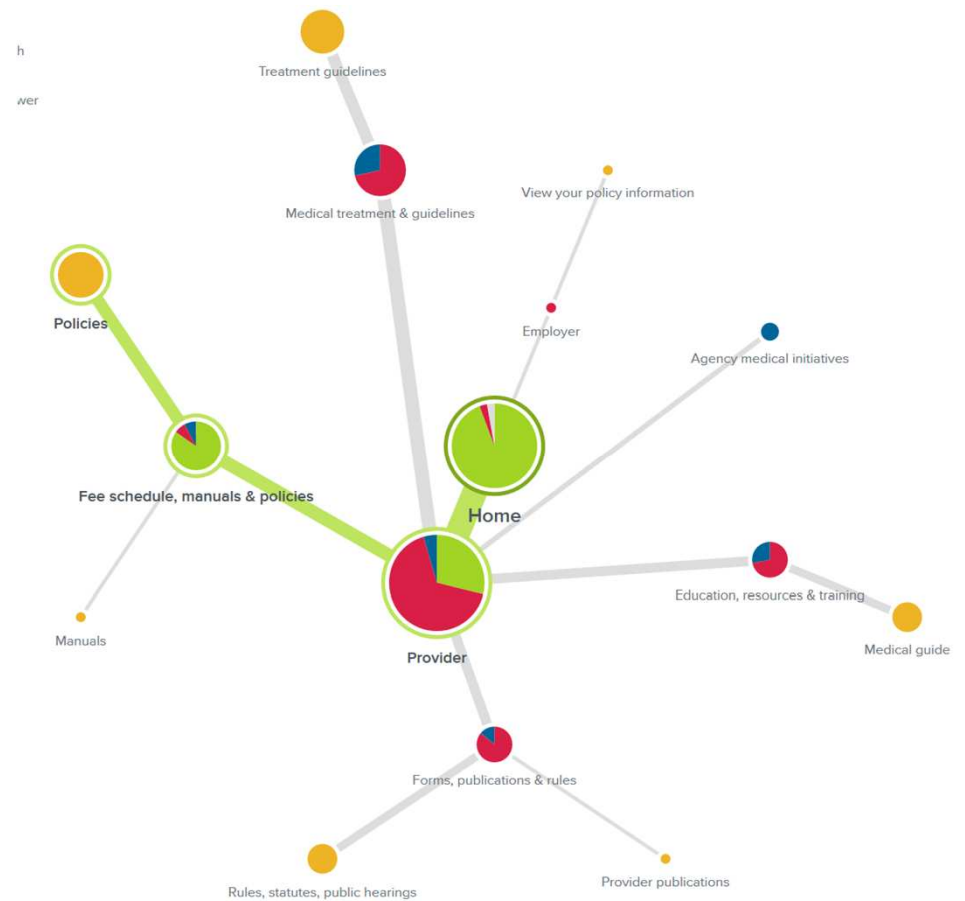 h
Treatment guidelines
wer
View your policy information
Medical treatment & guidelines
Policies
Employer
Agency medical initiatives
Fee schedule, manuals & policies
Home
Education, resources & training
Manuals
Medical guide
Provider
Forms, publications & rules
Provider publications
Rules, statutes, public hearings